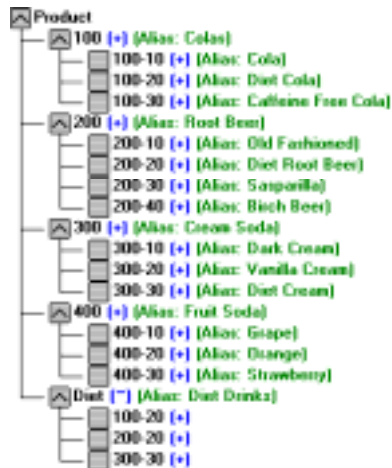 Product
100 (+) (Alias: Colas)
100-10 (+) (Alias: Cola)
100-20 (+) (Alias: Diet Cola)
100-30 (+) (Alias: Caffeine Free Cola)
200 (+) (Alias: Root Beer)
200-10 (+) (Alias: Old Fashioned)
200-20 (+) (Alias: Diet Root Beer)
200-30 (+) (Alias: Sasparilla)
200-40 (+) (Alias: Birch Beer)
300 (+) (Alias: Cream Soda)
300-10 (+) (Alias: Dark Cream)
300-20 (+) (Alias: Vanilla Cream)
300-30 (+) (Alias: Diet Cream)
400 (+) (Alias: Fruit Soda)
400-10 (+) (Alias: Grape)
400-20 (+) (Alias: Orange)
400-30 (+) (Alias: Strawberry)
Diet (~) (Alias: Diet Drinks)
100-20 (+)
200-20 (+)
300-30 (+)